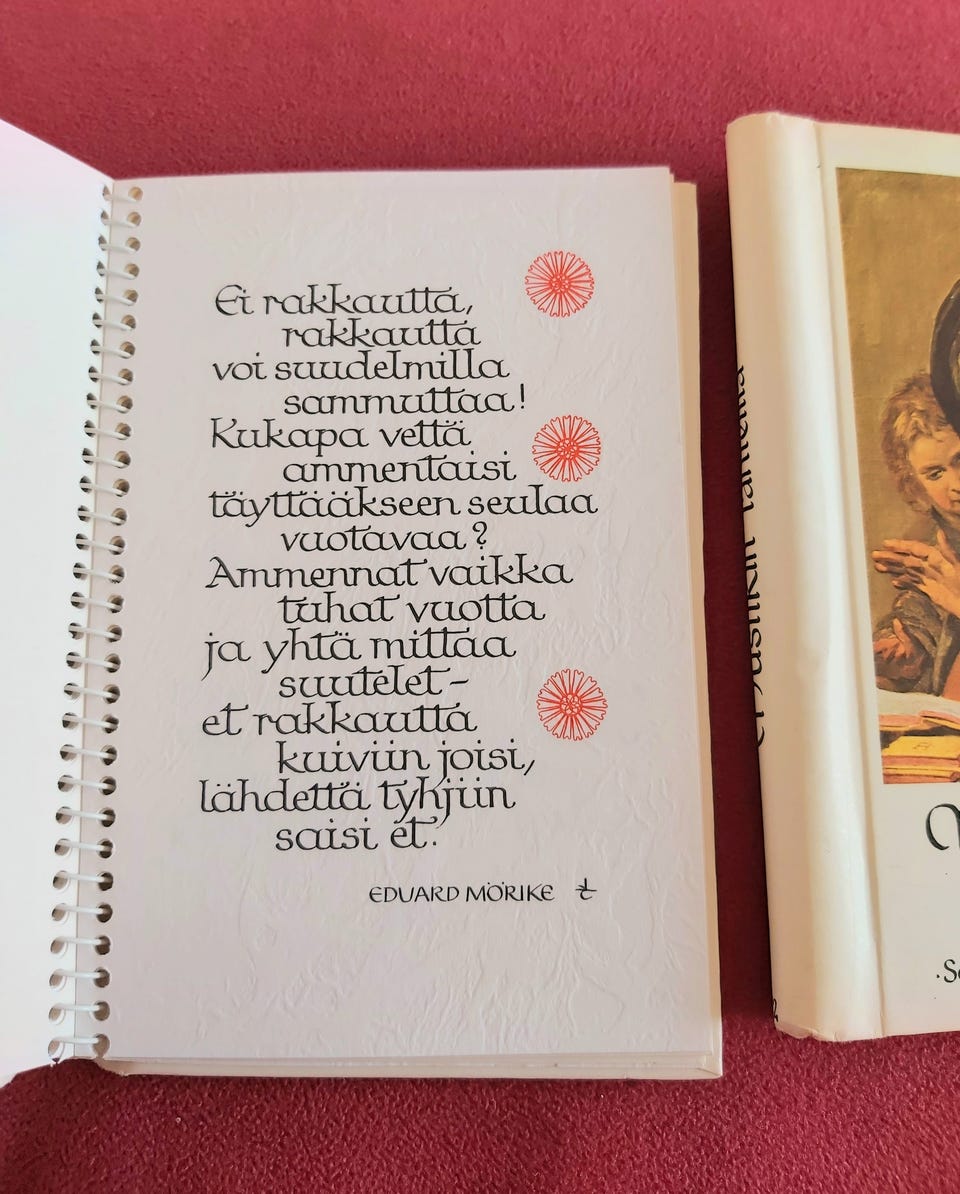 Ei rakkautta,
rakkautta
voi suudelmilla
sammuttaa!
Kukapa vettä
ammentaisi
täyttääkseen seulaa
vuotavaa?
Ammennat vaikka
tuhat vuotta
ja yhtä mittaa
suutelet –
et rakkautta
kuiviin joisi,
lähdettä tyhjiin
saisi et.
EDUARD MÖRIKE